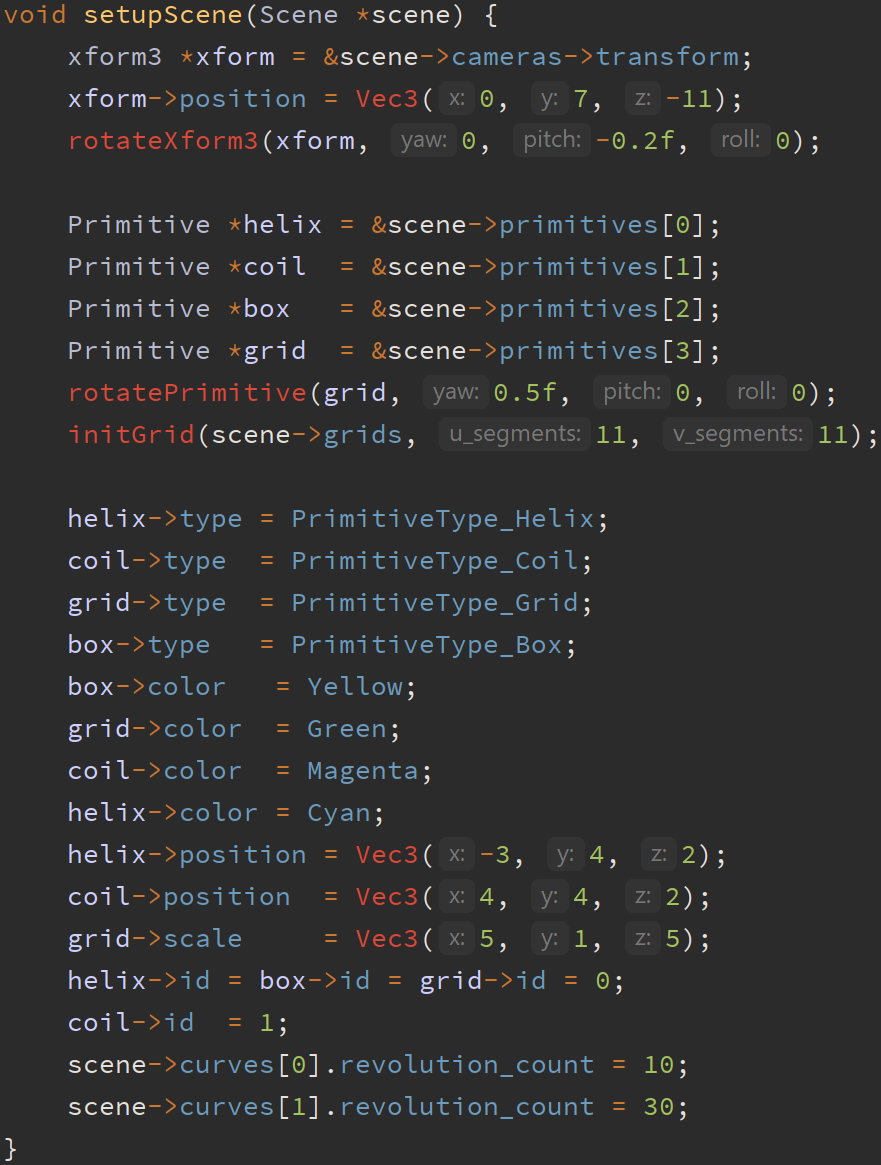 void setupScene(Scene *scene) {
    xform3 *xform = &scene->cameras->transform;
    xform->position = Vec3( x: 0,  y: 7,  z: -11);
    rotateXform3(xform,  yaw: 0,  pitch: -0.2f,  roll: 0);

    Primitive *helix = &scene->primitives[0];
    Primitive *coil  = &scene->primitives[1];
    Primitive *box   = &scene->primitives[2];
    Primitive *grid  = &scene->primitives[3];
    rotatePrimitive(grid,  yaw: 0.5f,  pitch: 0,  roll: 0);
    initGrid(scene->grids,  u_segments: 11,  v_segments: 11);

    helix->type = PrimitiveType_Helix;
    coil->type  = PrimitiveType_Coil;
    grid->type  = PrimitiveType_Grid;
    box->type   = PrimitiveType_Box;
    box->color   = Yellow;
    grid->color  = Green;
    coil->color  = Magenta;
    helix->color = Cyan;
    helix->position = Vec3( x: -3,  y: 4,  z: 2);
    coil->position  = Vec3( x: 4,  y: 4,  z: 2);
    grid->scale     = Vec3( x: 5,  y: 1,  z: 5);
    helix->id = box->id = grid->id = 0;
    coil->id  = 1;
    scene->curves[0].revolution_count = 10;
    scene->curves[1].revolution_count = 30;
}